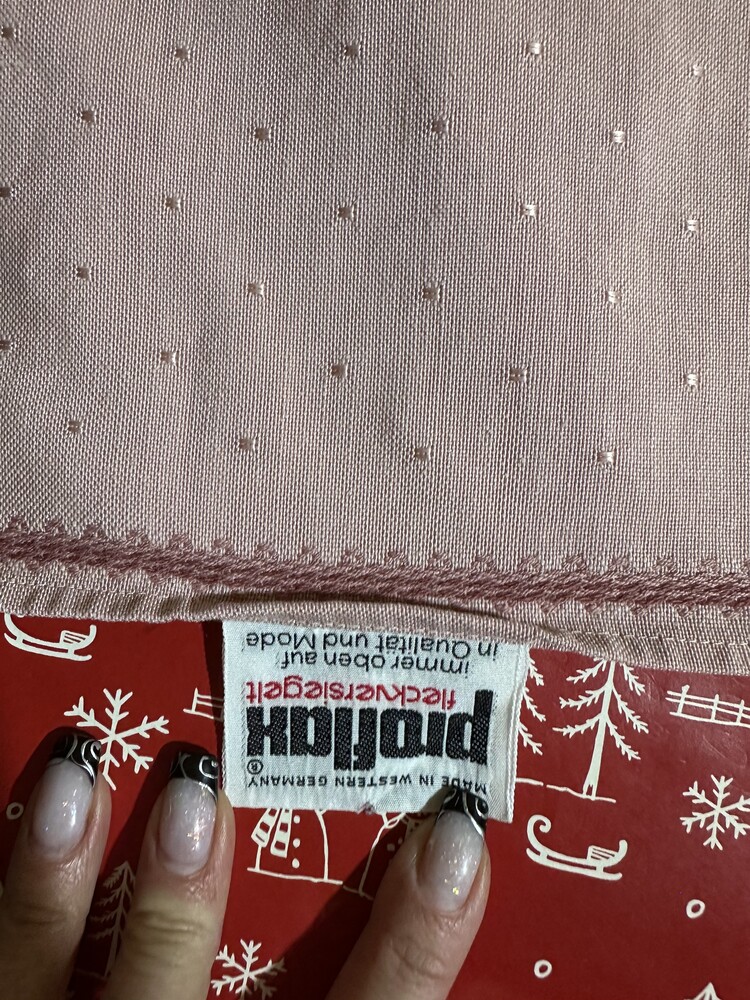 MADE IN WESTERN GERMANY
proflax®
fleckversiegelt
immer oben auf
in Qualität und Mode